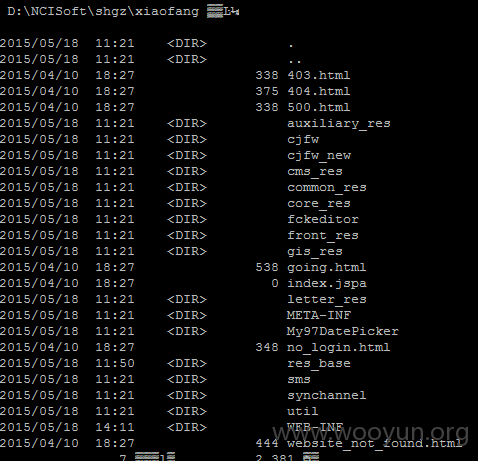 D:\NCISoft\shgz\xiaofang
2015/05/18 11:21 <DIR> .
2015/05/18 11:21 <DIR> ..
2015/04/10 18:27 338 403.html
2015/04/10 18:27 375 404.html
2015/04/10 18:27 338 500.html
2015/05/18 11:21 <DIR> auxiliary_res
2015/05/18 11:21 <DIR> cjfw
2015/05/18 11:21 <DIR> cjfw_new
2015/05/18 11:21 <DIR> cms_res
2015/05/18 11:21 <DIR> common_res
2015/05/18 11:21 <DIR> core_res
2015/05/18 11:21 <DIR> fckeditor
2015/05/18 11:21 <DIR> front_res
2015/05/18 11:21 <DIR> gis_res
2015/04/10 18:27 538 going.html
2015/04/10 18:27 0 index.jspa
2015/05/18 11:21 <DIR> letter_res
2015/05/18 11:21 <DIR> META-INF
2015/05/18 11:21 <DIR> My97DatePicker
2015/04/10 18:27 348 no_login.html
2015/05/18 11:50 <DIR> res_base
2015/05/18 11:21 <DIR> sms
2015/05/18 11:21 <DIR> synchannel
2015/05/18 11:21 <DIR> util
2015/05/18 14:11 <DIR> WEB-INF
www.wooyun.org
2015/04/10 18:27 444 website_not_found.html
7 2,381